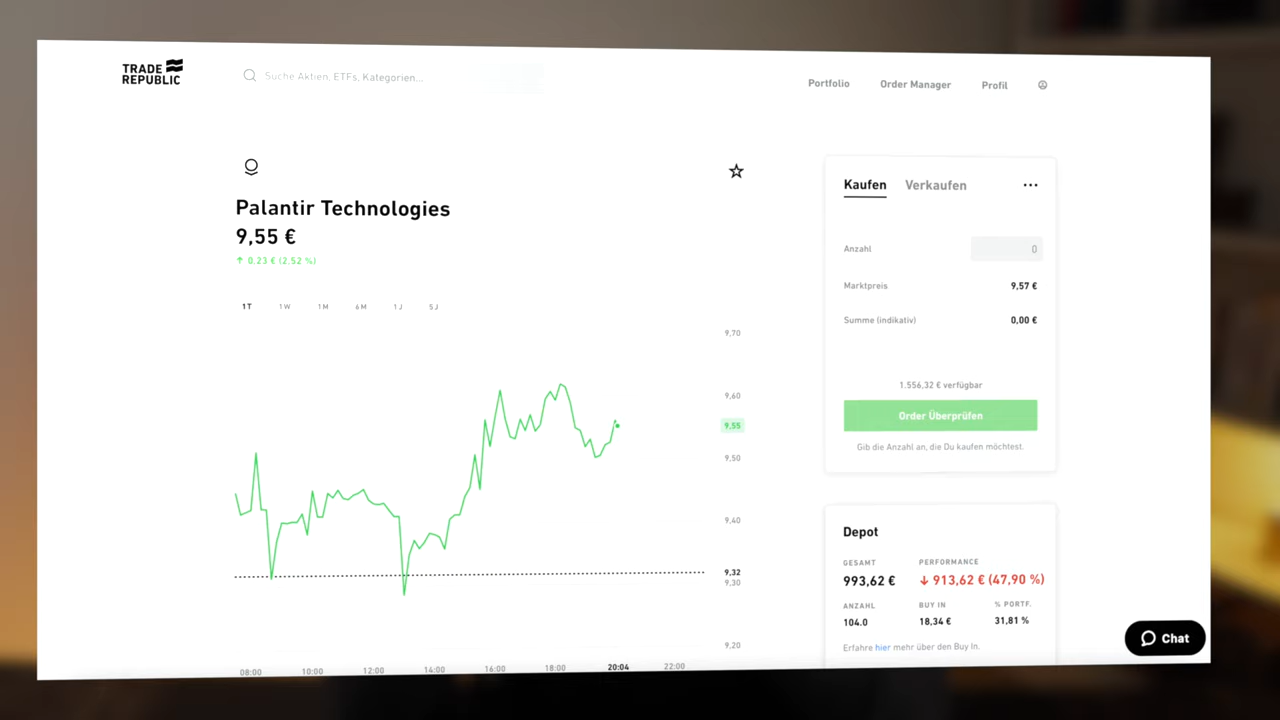 TRADE
REPUBLIC
Suche Aktien, ETFs, Kategorien...
Portfolio
Order Manager
Profil
Palantir Technologies
9,55 €
↑ 0,23 € (2,52 %)
1T 1W 1M 6M 1J 5J
9,70
9,60
9,55
9,50
9,40
9,32
9,30
9,20
08:00 10:00 12:00 14:00 16:00 18:00 20:04 22:00
Kaufen Verkaufen
Anzahl 0
Marktpreis 9,57 €
Summe (indikativ) 0,00 €
1.556,32 € verfügbar
Order Überprüfen
Gib die Anzahl an, die Du kaufen möchtest.
Depot
GESAMT PERFORMANCE
993,62 € ↓ 913,62 € (47,90 %)
ANZAHL BUY IN % PORTF.
104.0 18,34 € 31,81 %
Erfahre hier mehr über den Buy In.
Chat